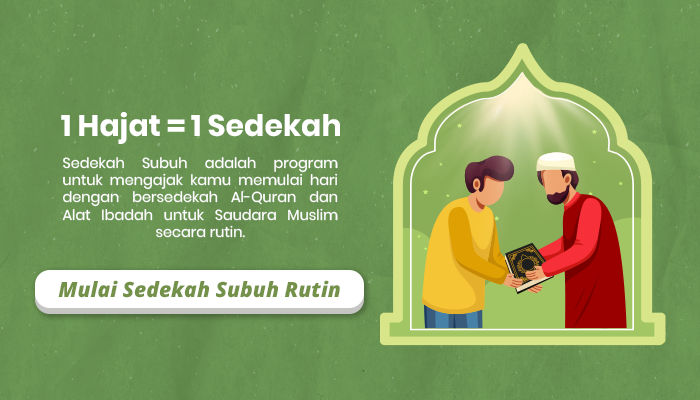 1 Hajat = 1 Sedekah
Sedekah Subuh adalah program
untuk mengajak kamu memulai hari
dengan bersedekah Al-Quran dan
Alat Ibadah untuk Saudara Muslim
secara rutin.
Mulai Sedekah Subuh Rutin